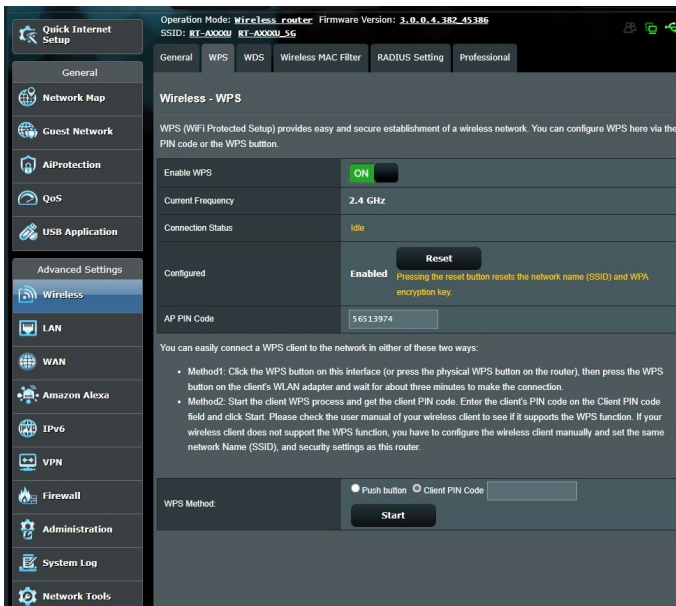 Quick Internet
Setup
General
Network Map
Guest Network
AiProtection
QoS
USB Application
Advanced Settings
Wireless
LAN
WAN
Amazon Alexa
IPv6
VPN
Firewall
Administration
System Log
Network Tools
Operation Mode: Wireless router Firmware Version: 3.0.0.4.382_45386
SSID: RT-AXXXU RT-AXXXU_5G
General WPS WDS Wireless MAC Filter RADIUS Setting Professional
Wireless - WPS
WPS (WiFi Protected Setup) provides easy and secure establishment of a wireless network. You can configure WPS here via the
PIN code or the WPS buttton.
Enable WPS ON
Current Frequency 2.4 GHz
Connection Status Idle
Configured Enabled Reset
Pressing the reset button resets the network name (SSID) and WPA
encryption key.
AP PIN Code 56513974
You can easily connect a WPS client to the network in either of these two ways:
• Method1: Click the WPS button on this interface (or press the physical WPS button on the router), then press the WPS
button on the client's WLAN adapter and wait for about three minutes to make the connection.
• Method2: Start the client WPS process and get the client PIN code. Enter the client's PIN code on the Client PIN code
field and click Start. Please check the user manual of your wireless client to see if it supports the WPS function. If your
wireless client does not support the WPS function, you have to configure the wireless client manually and set the same
network Name (SSID), and security settings as this router.
WPS Method: Push button Client PIN Code
Start